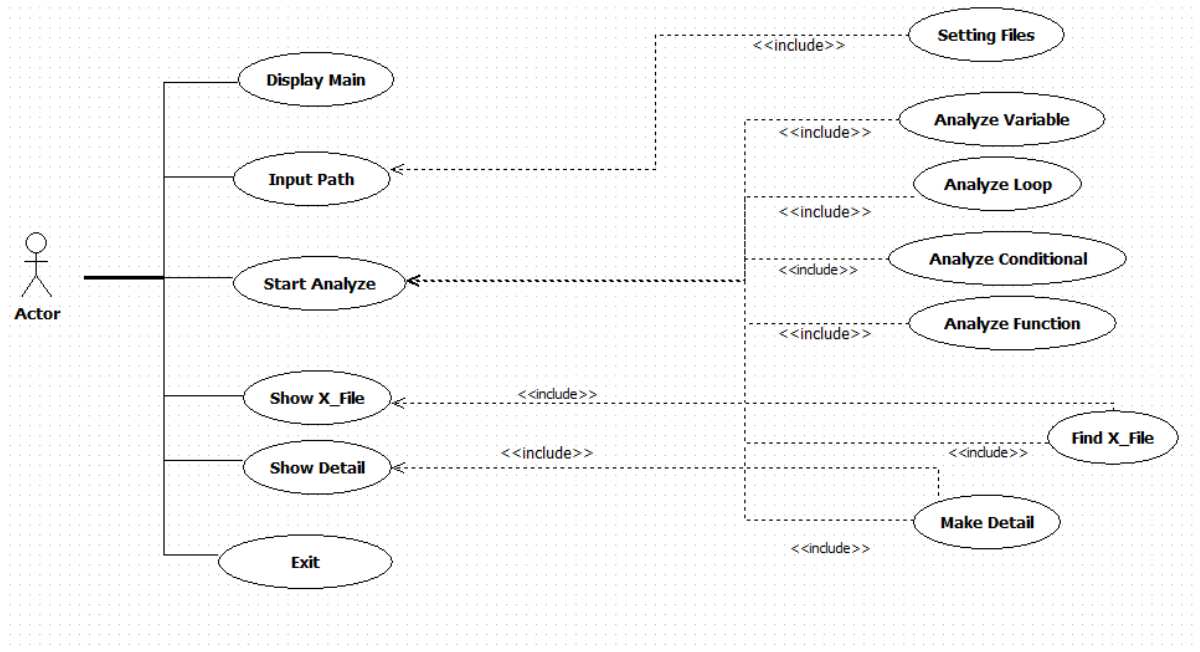 Setting Files
<<include>>
Display Main
Analyze Variable
<<include>>
Input Path
Analyze Loop
<<include>>
Analyze Conditional
<<include>>
Start Analyze
Actor
Analyze Function
<<include>>
Show X_File
<<include>>
Find X_File
<<include>>
Show Detail
<<include>>
Make Detail
<<include>>
Exit